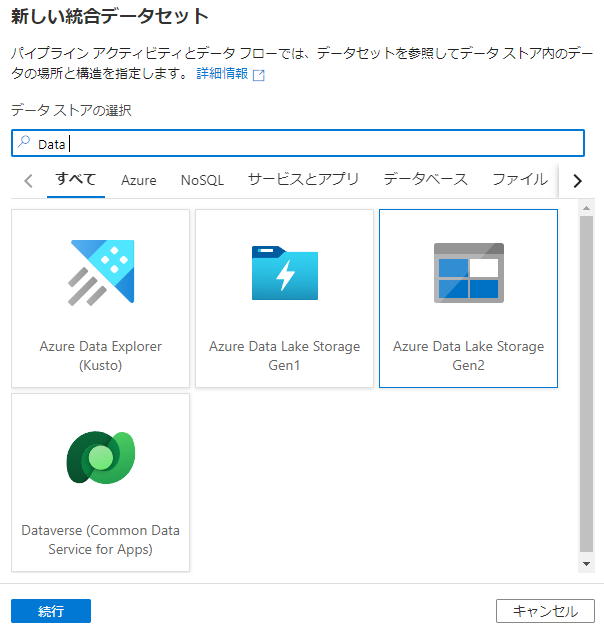 新しい統合データセット
パイプライン アクティビティとデータ フローでは、データセットを参照してデータ ストア内のデー
タの場所と構造を指定します。 詳細情報
データ ストアの選択
Data
すべて Azure NoSQL サービスとアプリ データベース ファイル
Azure Data Explorer
(Kusto)
Azure Data Lake Storage
Gen1
Azure Data Lake Storage
Gen2
Dataverse (Common Data
Service for Apps)
続行 キャンセル